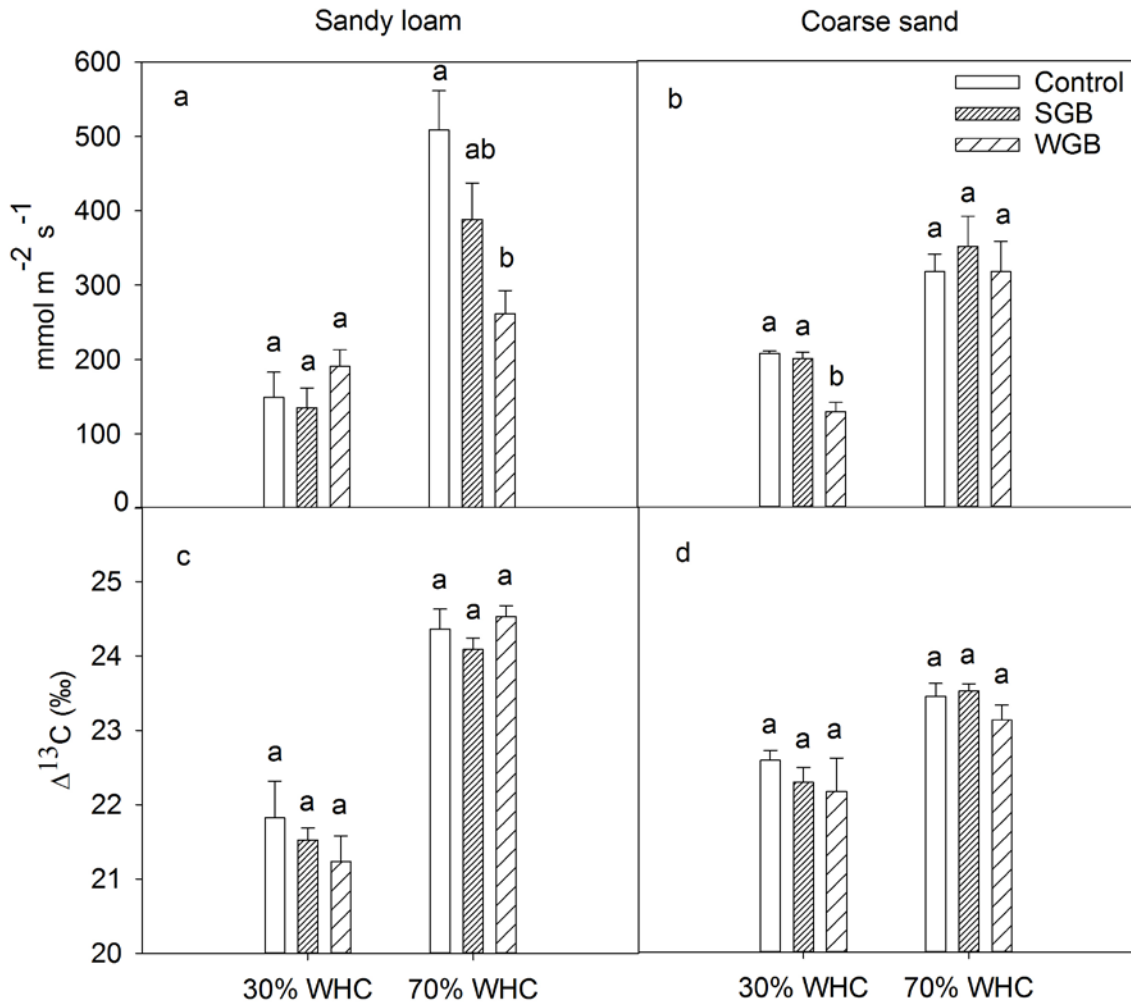 Sandy loam
Coarse sand
a
b
Control
SGB
WGB
mmol m⁻² s⁻¹
600
500
400
300
200
100
0
a
a
a
a
ab
b
a
a
b
a
a
a
c
d
Δ¹³C (‰)
25
24
23
22
21
20
a
a
a
a
a
a
a
a
a
a
a
a
30% WHC
70% WHC
30% WHC
70% WHC